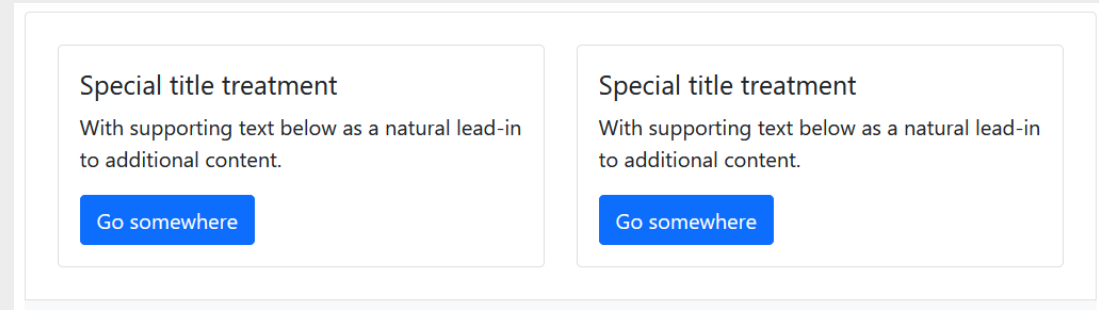 Special title treatment
With supporting text below as a natural lead-in
to additional content.
Go somewhere
Special title treatment
With supporting text below as a natural lead-in
to additional content.
Go somewhere